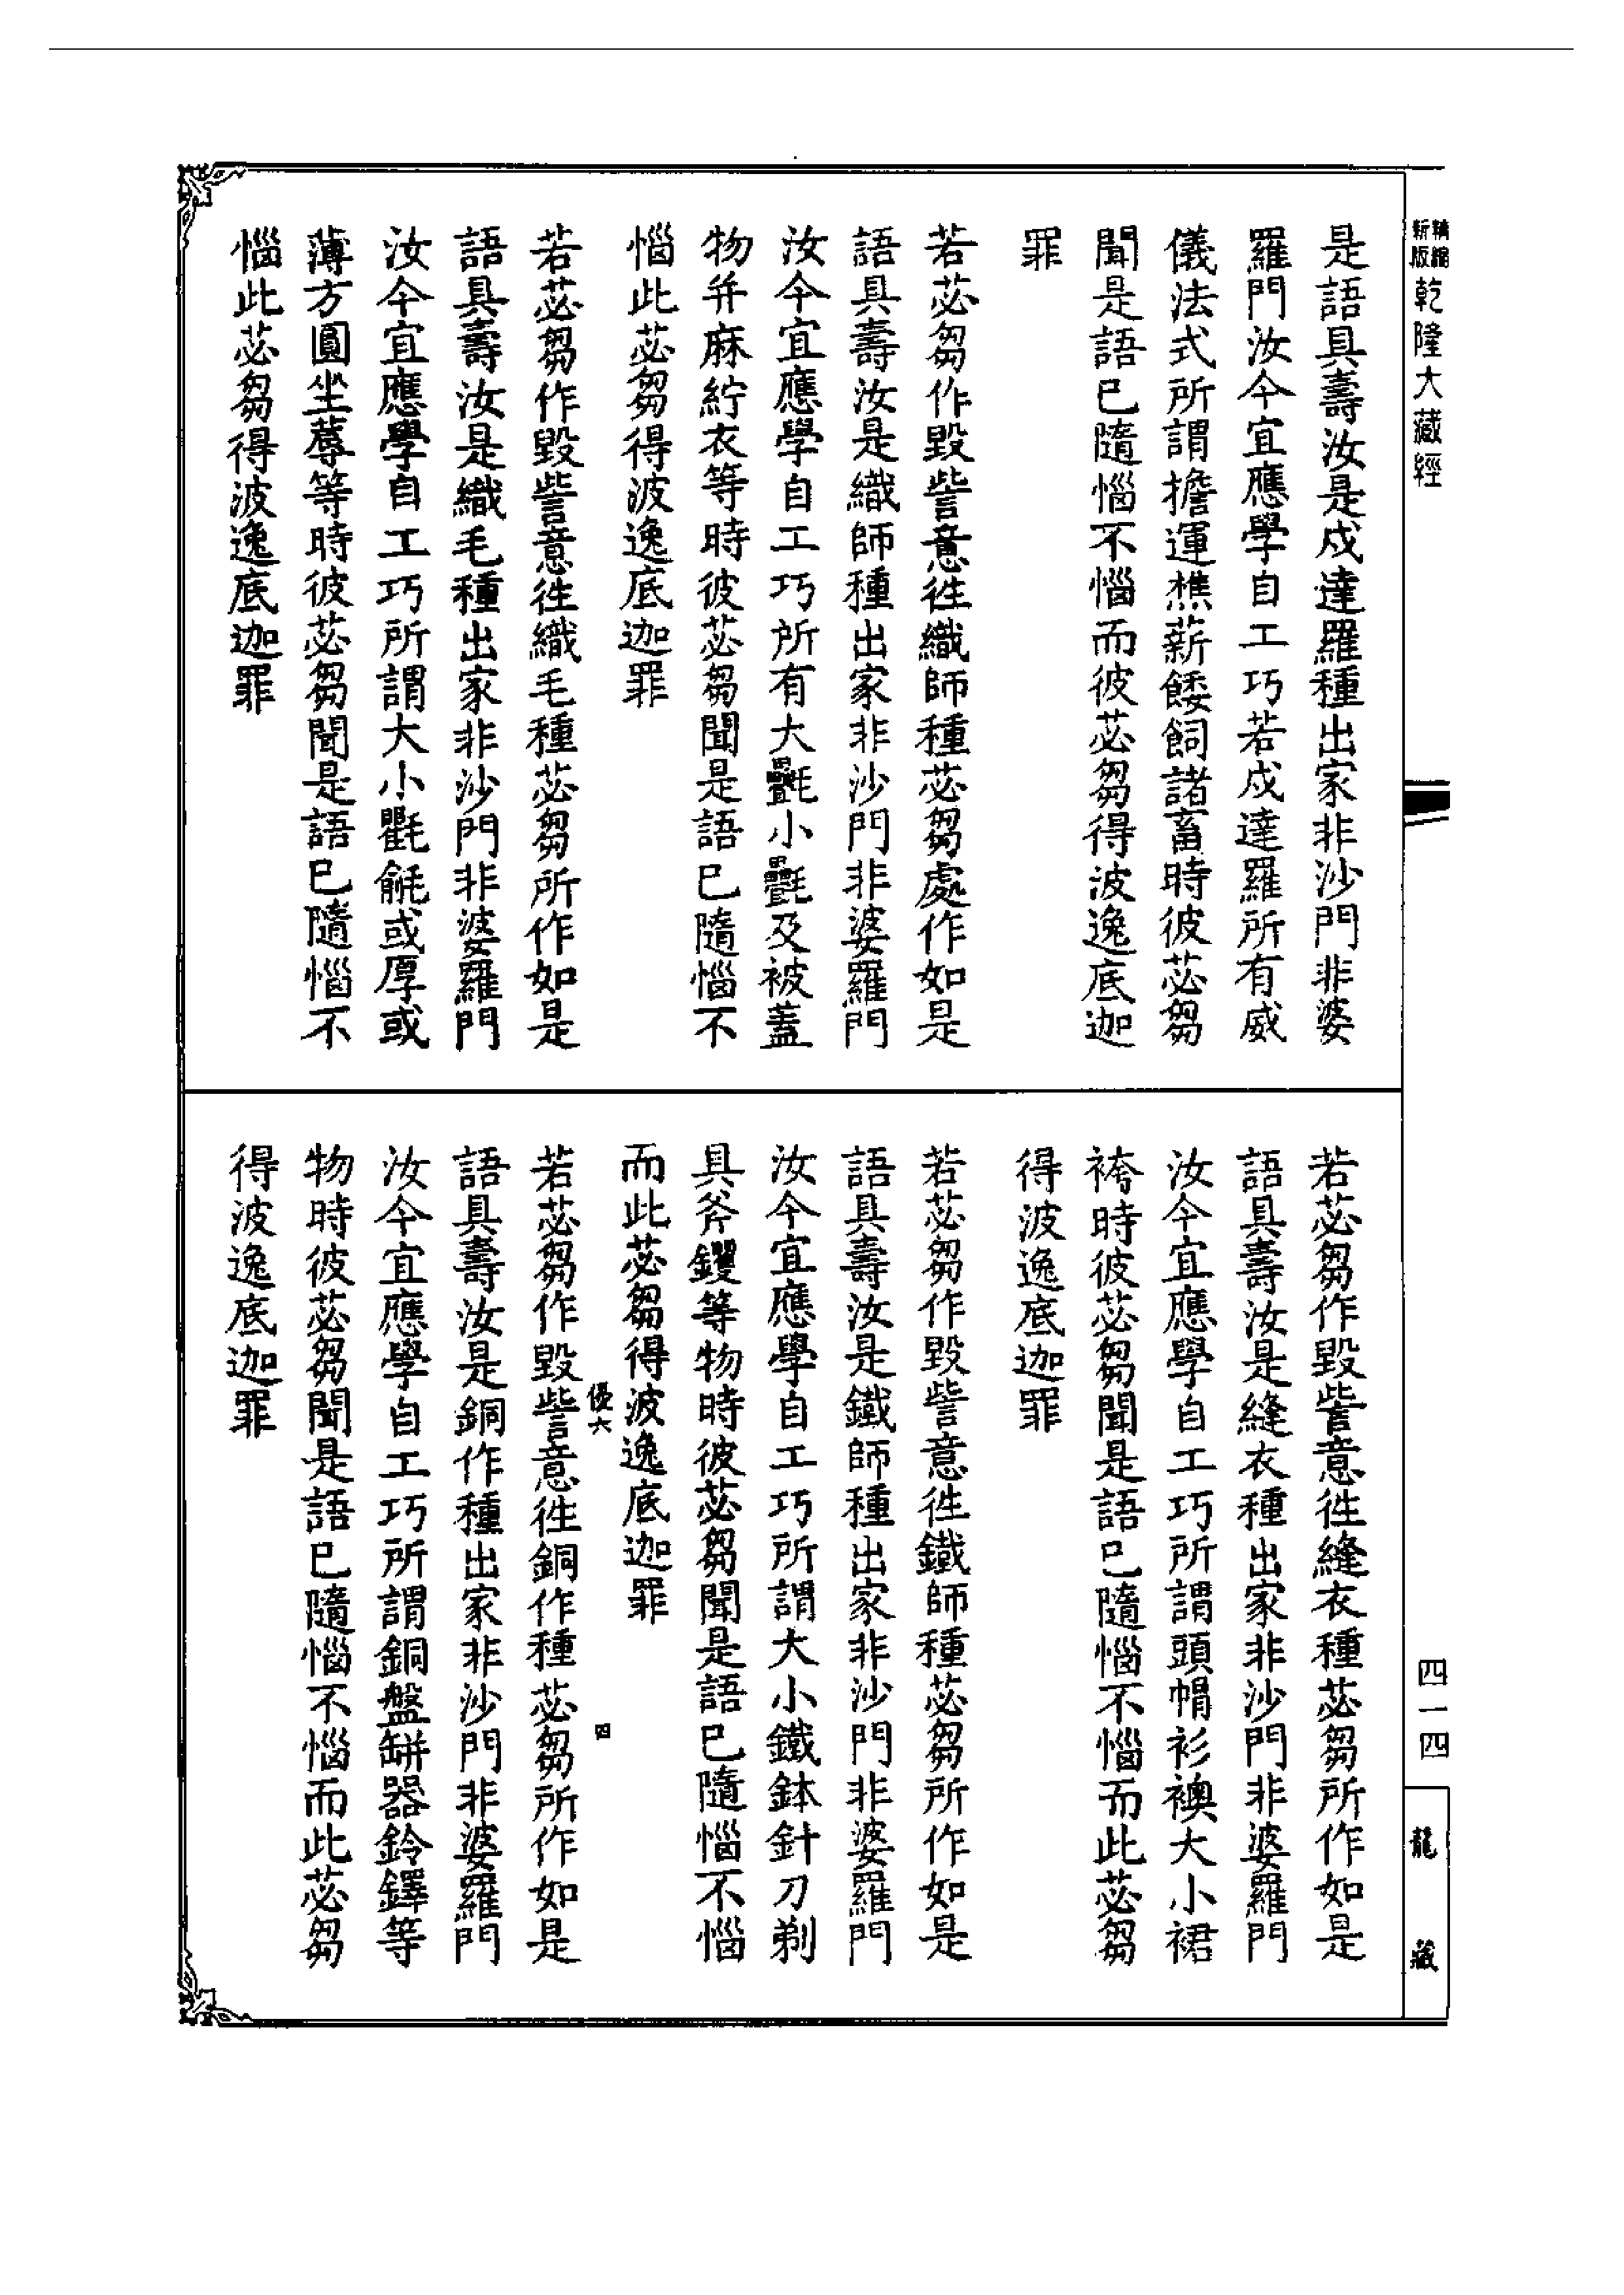 精縮新版乾隆大藏經
是語具壽汝是戍達羅種出家非沙門非婆
羅門汝今宜應學自工巧若戍達羅所有威
儀法式所謂擔運樵薪餧飼諸畜時彼苾芻
聞是語已隨惱不惱而彼苾芻得波逸底迦
罪
若苾芻作毀訾意徃織師種苾芻處作如是
語具壽汝是織師種出家非沙門非婆羅門
汝今宜應學自工巧所有大氎小氎及被蓋
物并麻紵衣等時彼苾芻聞是語已隨惱不
惱此苾芻得波逸底迦罪
若苾芻作毀訾意徃織毛種苾芻所作如是
語具壽汝是織毛種出家非沙門非婆羅門
汝今宜應學自工巧所謂大小氍毹或厚或
薄方圓坐蓐等時彼苾芻聞是語已隨惱不
惱此苾芻得波逸底迦罪
若苾芻作毀訾意徃縫衣種苾芻所作如是
語具壽汝是縫衣種出家非沙門非婆羅門
汝今宜應學自工巧所謂頭帽衫襖大小裙
袴時彼苾芻聞是語已隨惱不惱而此苾芻
得波逸底迦罪
若苾芻作毀訾意徃鐵師種苾芻所作如是
語具壽汝是鐵師種出家非沙門非婆羅門
汝今宜應學自工巧所謂大小鐵鉢針刀剃
具斧钁等物時彼苾芻聞是語已隨惱不惱
而此苾芻得波逸底迦罪
優六 四
若苾芻作毀訾意徃銅作種苾芻所作如是
語具壽汝是銅作種出家非沙門非婆羅門
汝今宜應學自工巧所謂銅盤缾器鈴鐸等
物時彼苾芻聞是語已隨惱不惱而此苾芻
得波逸底迦罪
四一四
龍藏